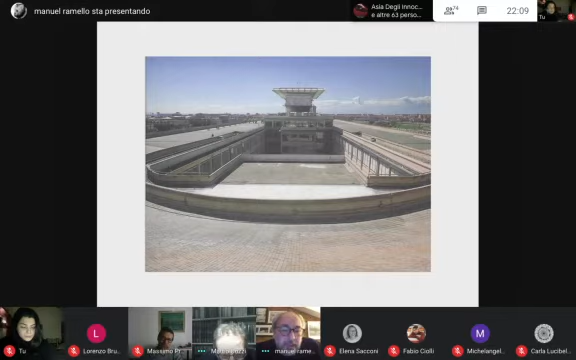 manuel ramello sta presentando
Asia Degli Innoc...
e altre 63 perso...
74
22:09
Tu
Tu
L
Lorenzo Bru...
Massimo Pr...
manuel rame...
Elena Sacconi
Fabio Ciolli
M
Michelangel...
Carla Lucibel...